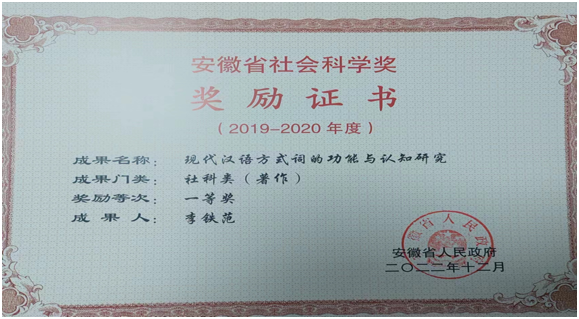 安徽省社会科学奖
奖励证书
（2019-2020年度）
成果名称：现代汉语方式词的功能与认知研究
成果门类：社科类（著作）
奖励等次：一等奖
成果人：李铁范
安徽省人民政府
二〇二二年十二月